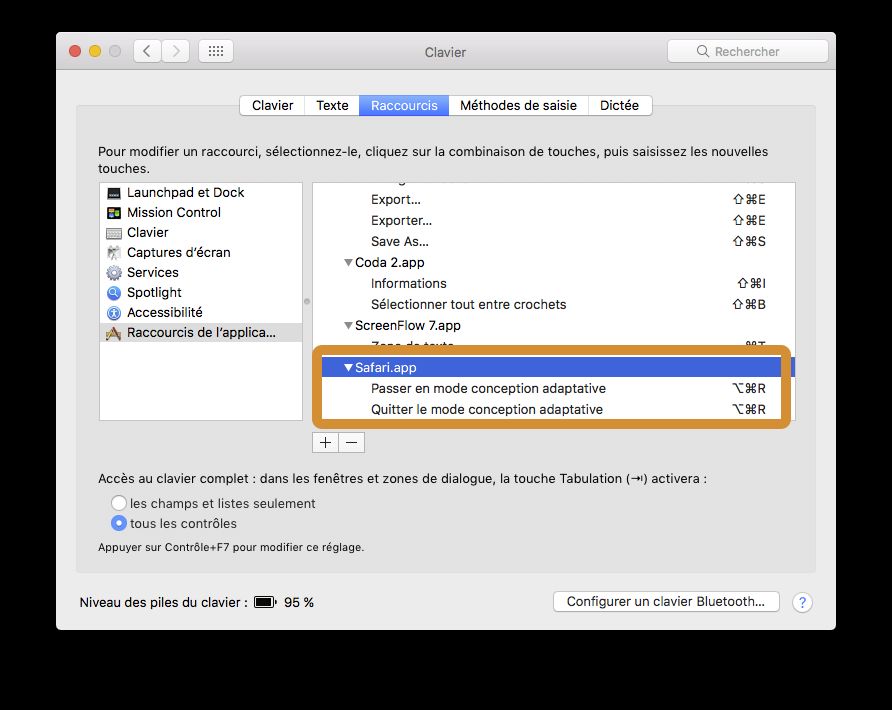 Clavier
Rechercher
Clavier
Texte
Raccourcis
Méthodes de saisie
Dictée
Pour modifier un raccourci, sélectionnez-le, cliquez sur la combinaison de touches, puis saisissez les nouvelles
touches.
Launchpad et Dock
Mission Control
Clavier
Captures d’écran
Services
Spotlight
Accessibilité
Raccourcis de l’applica...
Export... ⇧⌘E
Exporter... ⇧⌘E
Save As... ⇧⌘S
▼Coda 2.app
Informations ⇧⌘I
Sélectionner tout entre crochets ⇧⌘B
▼ScreenFlow 7.app
Zone de texte ⌘T
▼Safari.app
Passer en mode conception adaptative ⌥⌘R
Quitter le mode conception adaptative ⌥⌘R
+ −
Accès au clavier complet : dans les fenêtres et zones de dialogue, la touche Tabulation (⇥) activera :
les champs et listes seulement
tous les contrôles
Appuyer sur Contrôle+F7 pour modifier ce réglage.
Niveau des piles du clavier : 95 %
Configurer un clavier Bluetooth...
?